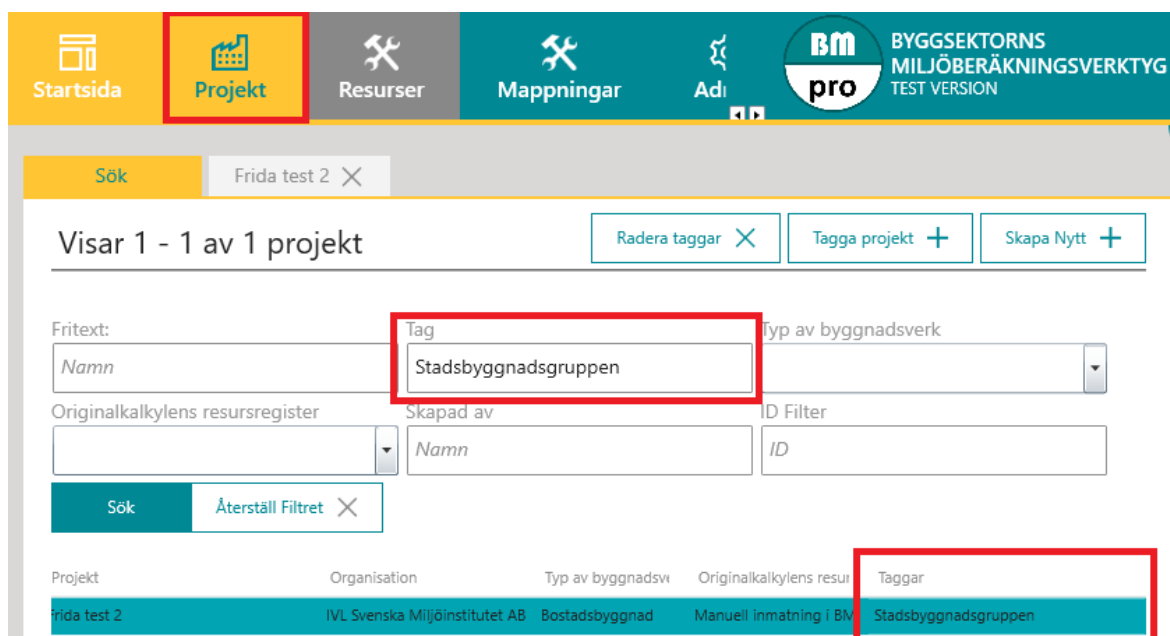 Startsida
Projekt
Resurser
Mappningar
Adı
BM
pro
BYGGSEKTORNS
MILJÖBERÄKNINGSVERKTYG
TEST VERSION
Sök
Frida test 2
Visar 1 - 1 av 1 projekt
Radera taggar
Tagga projekt
Skapa Nytt
Fritext:
Tag
Typ av byggnadsverk
Namn
Stadsbyggnadsgruppen
Originalkalkylens resursregister
Skapad av
ID Filter
Namn
ID
Sök
Återställ Filtret
Projekt
Organisation
Typ av byggnadsve
Originalkalkylens resur
Taggar
Frida test 2
IVL Svenska Miljöinstitutet AB
Bostadsbyggnad
Manuell inmatning i BM
Stadsbyggnadsgruppen